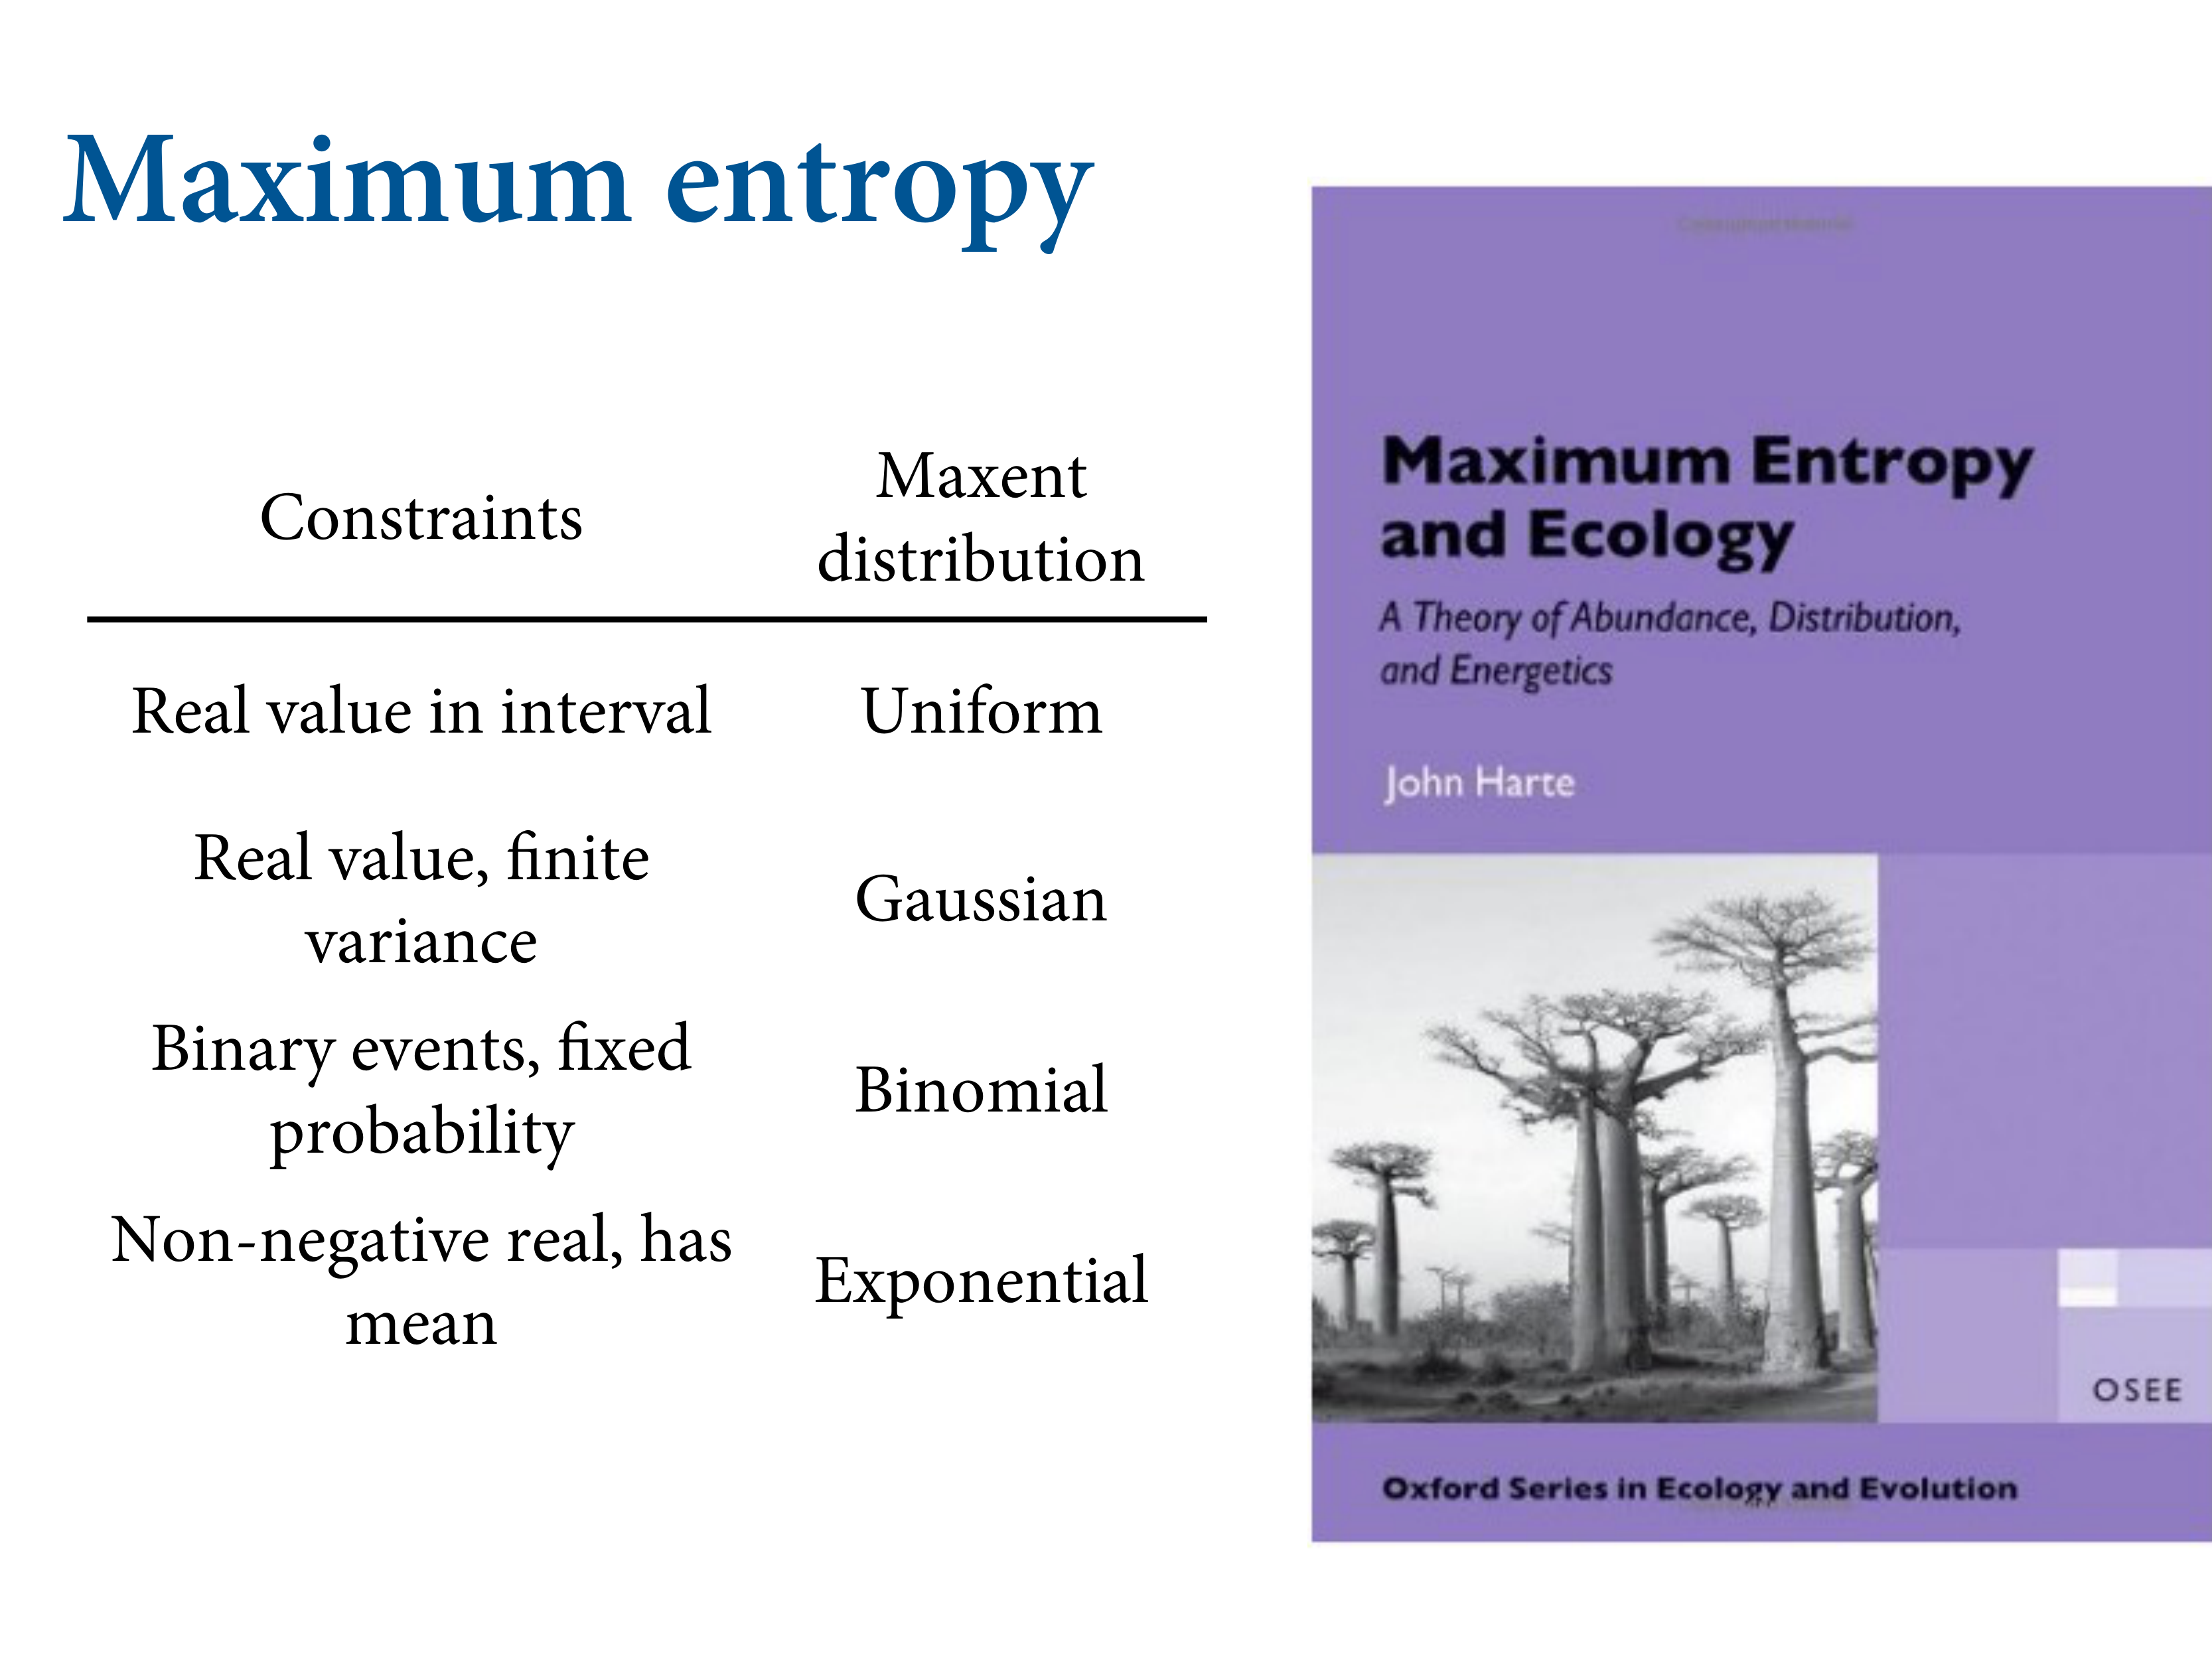 Maximum entropy
Constraints
Maxent
distribution
Real value in interval
Uniform
Real value, finite
variance
Gaussian
Binary events, fixed
probability
Binomial
Non-negative real, has
mean
Exponential
Maximum Entropy
and Ecology
A Theory of Abundance, Distribution,
and Energetics
John Harte
OSEE
Oxford Series in Ecology and Evolution